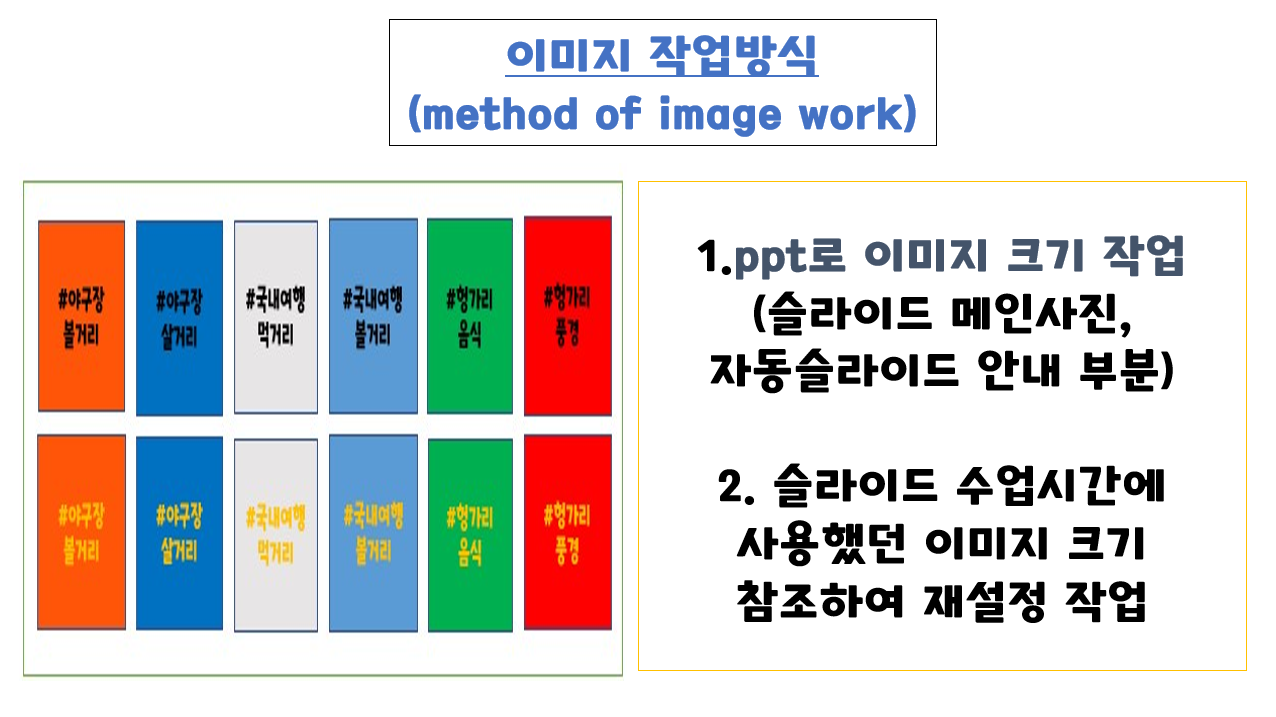 이미지 작업방식
(method of image work)
#야구장
볼거리
#야구장
살거리
#국내여행
먹거리
#국내여행
볼거리
#헝가리
음식
#헝가리
풍경
#야구장
볼거리
#야구장
살거리
#국내여행
먹거리
#국내여행
볼거리
#헝가리
음식
#헝가리
풍경
1.ppt로 이미지 크기 작업
(슬라이드 메인사진,
자동슬라이드 안내 부분)
2. 슬라이드 수업시간에
사용했던 이미지 크기
참조하여 재설정 작업